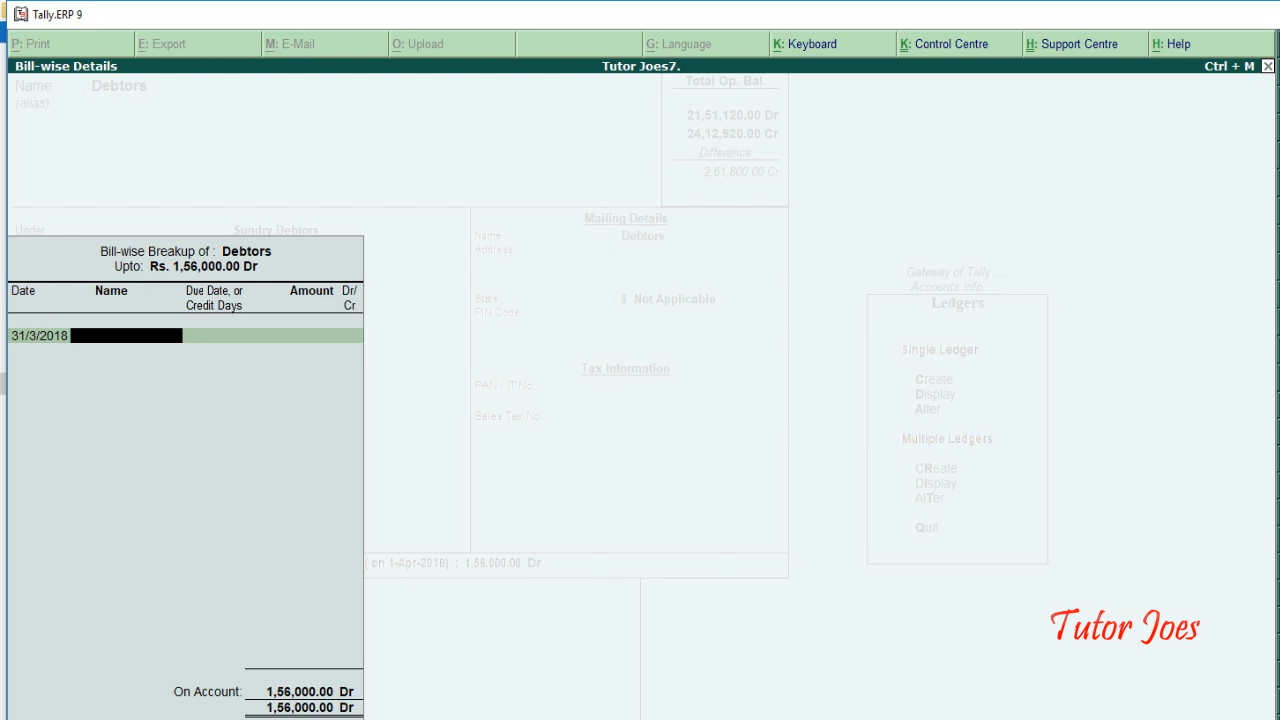 Tally.ERP 9
P: Print E: Export M: E-Mail O: Upload G: Language K: Keyboard K: Control Centre H: Support Centre H: Help
Bill-wise Details Tutor Joes7. Ctrl + M
Name : Debtors
(alias)
Total Op. Bal.
21,51,120.00 Dr
24,12,920.00 Cr
Difference
2,61,800.00 Cr
Under : Sundry Debtors
Mailing Details
Name : Debtors
Address :
State : Not Applicable
PIN Code :
Tax Information
PAN / IT No. :
Sales Tax No. :
( on 1-Apr-2018) : 1,56,000.00 Dr
Bill-wise Breakup of : Debtors
Upto: Rs. 1,56,000.00 Dr
Date Name Due Date, or Amount Dr/
Credit Days Cr
31/3/2018
On Account: 1,56,000.00 Dr
1,56,000.00 Dr
Gateway of Tally ....
Accounts Info. ...
Ledgers
Single Ledger
Create
Display
Alter
Multiple Ledgers
CReate
DIsplay
AlTer
Quit
Tutor Joes